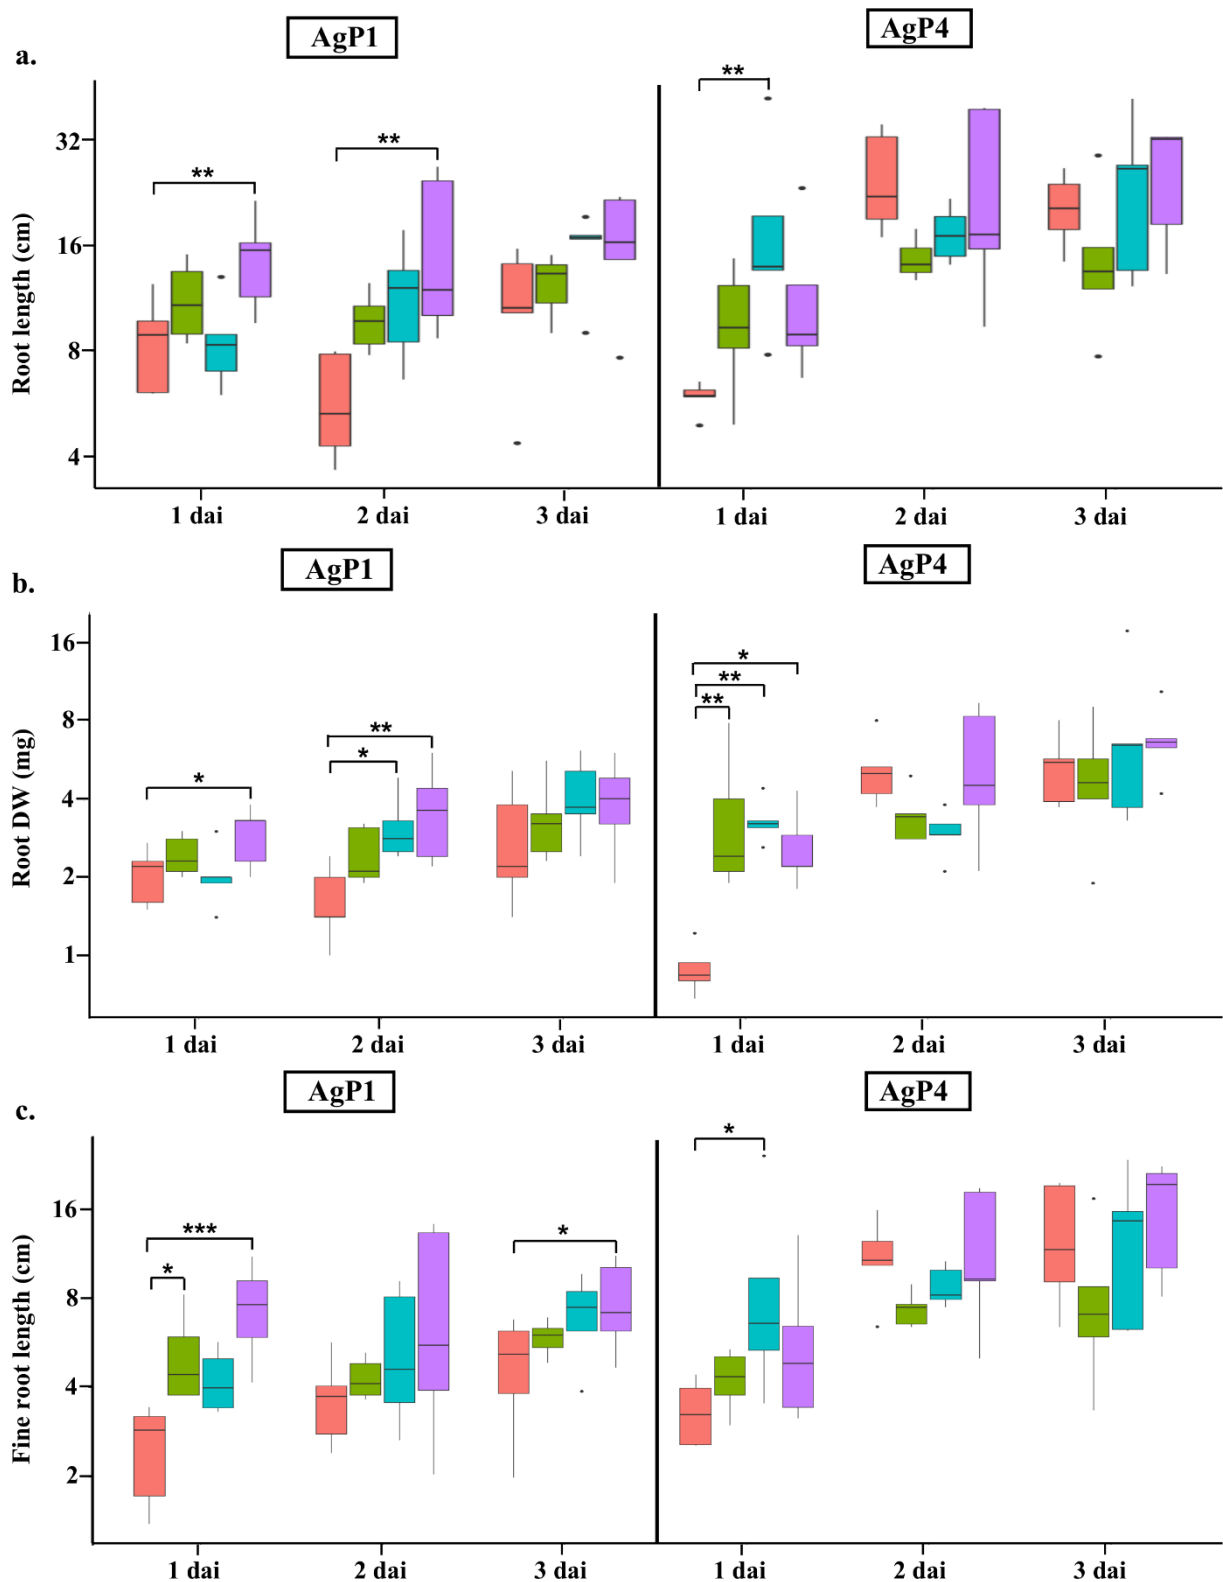 AgP1
AgP4
a.
**
**
**
Root length (cm)
32
16
8
4
1 dai
2 dai
3 dai
1 dai
2 dai
3 dai
AgP1
AgP4
b.
*
**
*
*
**
**
Root DW (mg)
16
8
4
2
1
1 dai
2 dai
3 dai
1 dai
2 dai
3 dai
AgP1
AgP4
c.
***
*
*
*
Fine root length (cm)
16
8
4
2
1 dai
2 dai
3 dai
1 dai
2 dai
3 dai